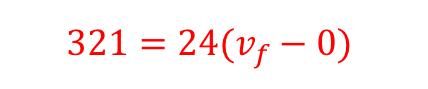 321 = 24(v_f − 0)